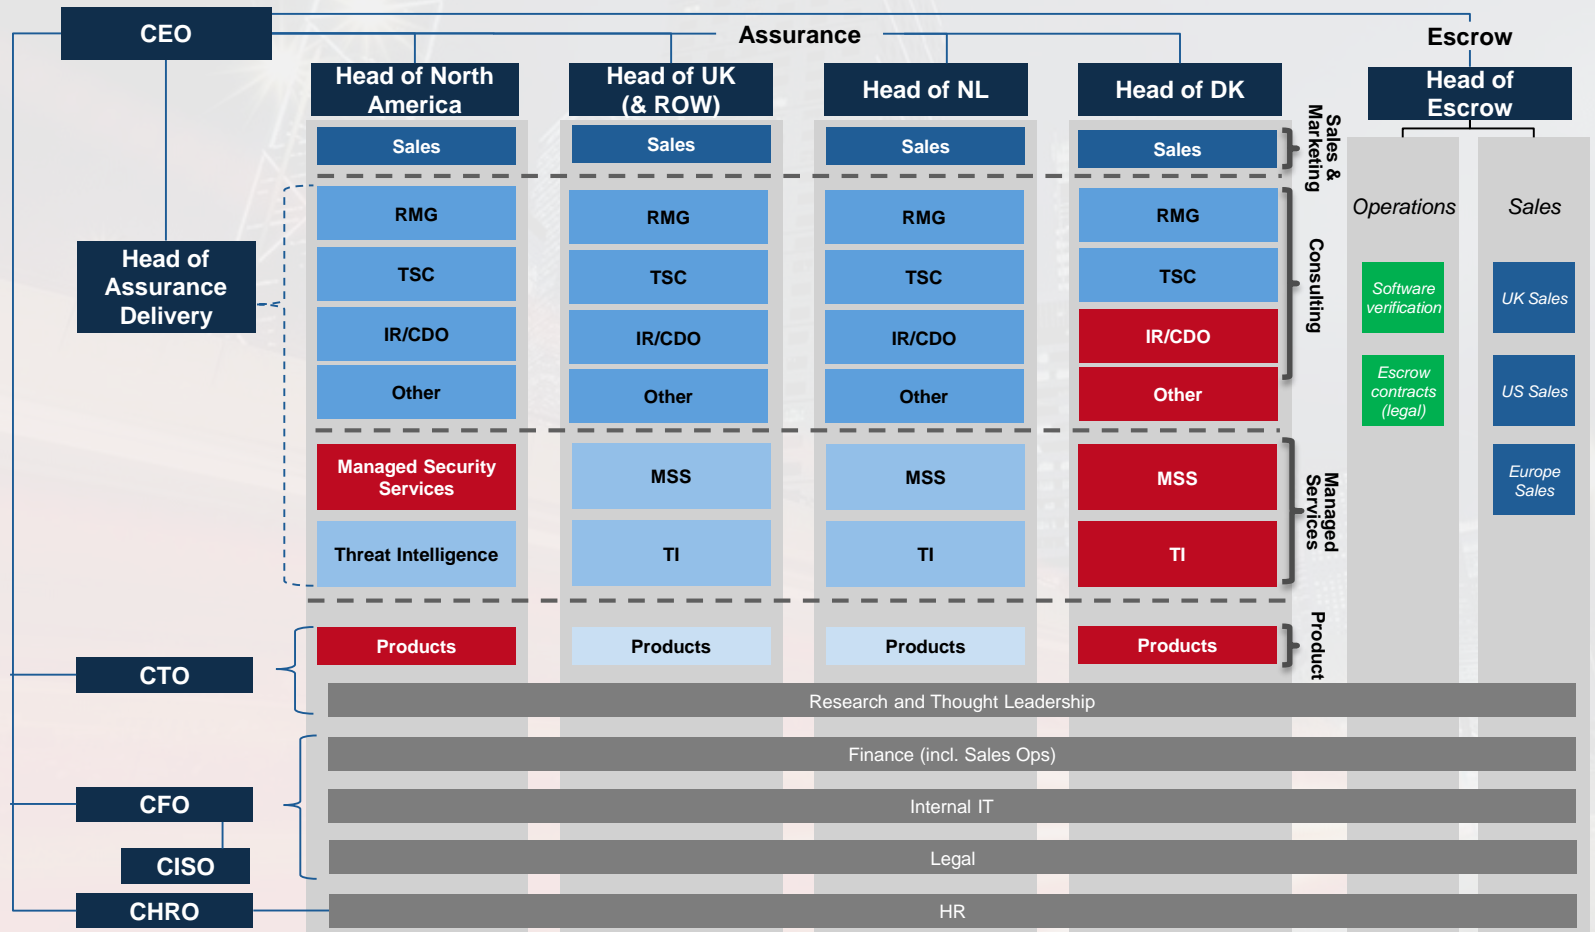 CEO
Assurance
Escrow
Head of North
America
Head of UK
(& ROW)
Head of NL
Head of DK
Head of
Escrow
Sales
Sales
Sales
Sales
Sales &
Marketing
RMG
RMG
RMG
RMG
Operations
Sales
Head of
Assurance
Delivery
TSC
TSC
TSC
TSC
Consulting
Software
verification
UK Sales
IR/CDO
IR/CDO
IR/CDO
IR/CDO
Other
Other
Other
Other
Escrow
contracts
(legal)
US Sales
Managed Security
Services
MSS
MSS
MSS
Managed
Services
Europe
Sales
Threat Intelligence
TI
TI
TI
Products
Products
Products
Products
Product
CTO
Research and Thought Leadership
Finance (incl. Sales Ops)
CFO
Internal IT
CISO
Legal
CHRO
HR